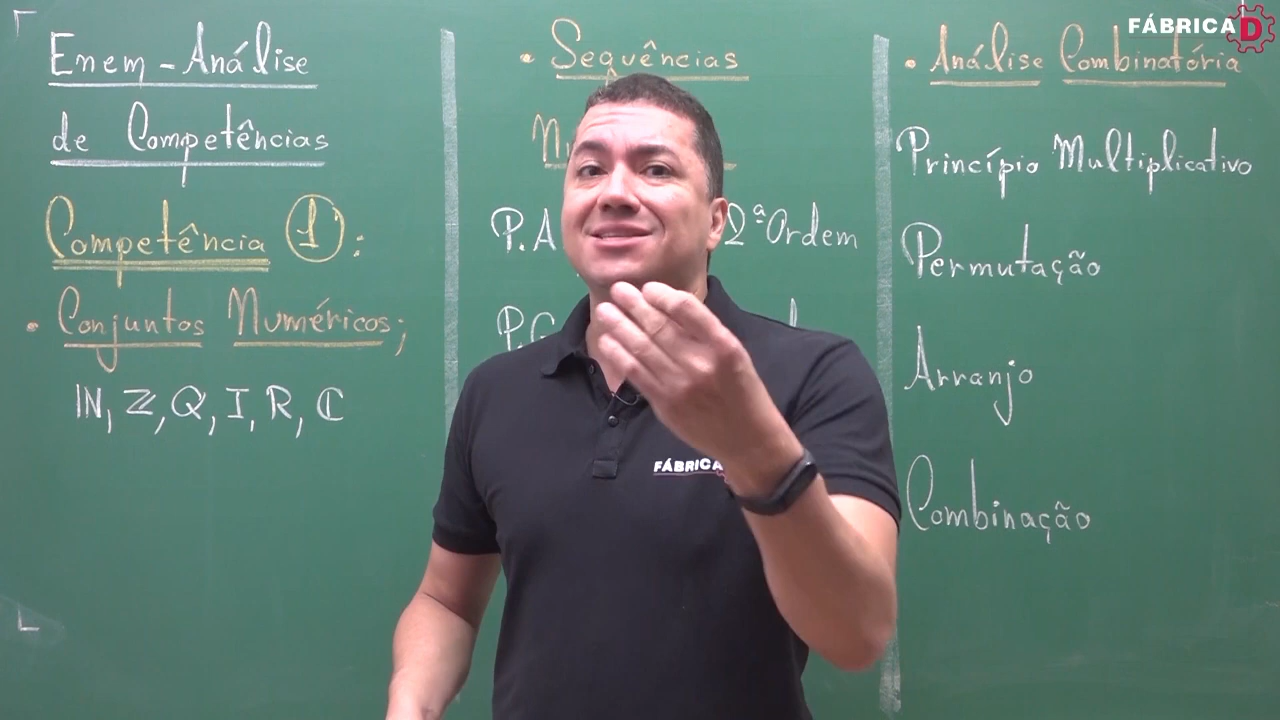 Enem - Análise
de Competências
Competência 1:
• Conjuntos Numéricos;
ℕ, ℤ, Q, I, R, ℂ
• Sequências
P.A
2ª Ordem
• Análise Combinatória
Princípio Multiplicativo
Permutação
Arranjo
Combinação
FÁBRICA D
FÁBRICA